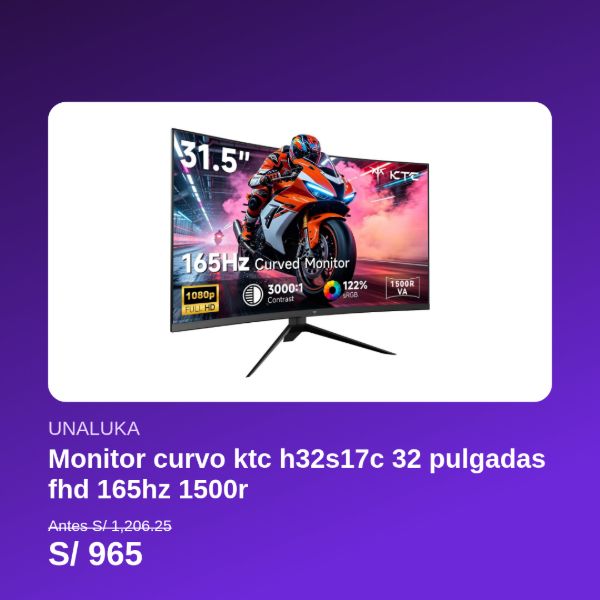 31.5"
KTC
165Hz Curved Monitor
1080p
FULL HD
3000:1
Contrast
122%
sRGB
1500R
VA
UNALUKA
Monitor curvo ktc h32s17c 32 pulgadas
fhd 165hz 1500r
Antes S/ 1,206.25
S/ 965